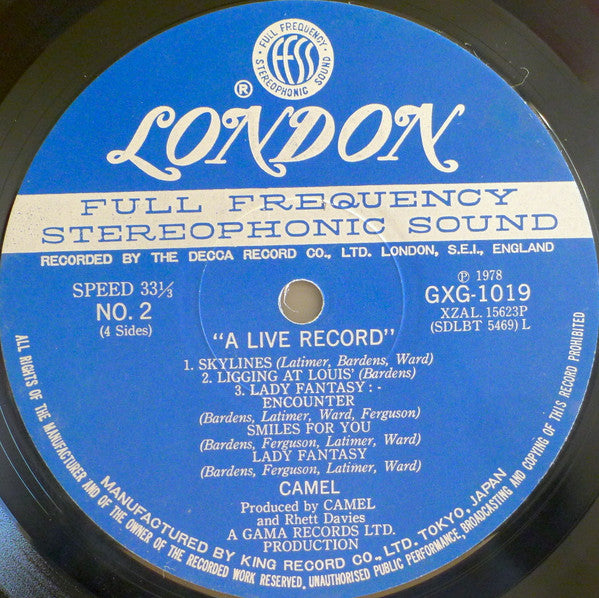 FULL FREQUENCY
ffss
STEREOPHONIC SOUND
®
LONDON
FULL FREQUENCY
STEREOPHONIC SOUND
RECORDED BY THE DECCA RECORD CO., LTD. LONDON, S.E.I., ENGLAND
SPEED 33⅓
NO. 2
(4 Sides)
℗ 1978
GXG-1019
XZAL. 15623P
(SDLBT 5469) L
"A LIVE RECORD"
1. SKYLINES (Latimer, Bardens, Ward)
2. LIGGING AT LOUIS' (Bardens)
3. LADY FANTASY : -
ENCOUNTER
(Bardens, Latimer, Ward, Ferguson)
SMILES FOR YOU
(Bardens, Ferguson, Latimer, Ward)
LADY FANTASY
(Bardens, Ferguson, Latimer, Ward)
CAMEL
Produced by CAMEL
and Rhett Davies
A GAMA RECORDS LTD.
PRODUCTION
MANUFACTURED BY KING RECORD CO., LTD. TOKYO, JAPAN
ALL RIGHTS OF THE MANUFACTURER AND OF THE OWNER OF THE RECORDED WORK RESERVED. UNAUTHORISED PUBLIC PERFORMANCE, BROADCASTING AND COPYING OF THIS RECORD PROHIBITED